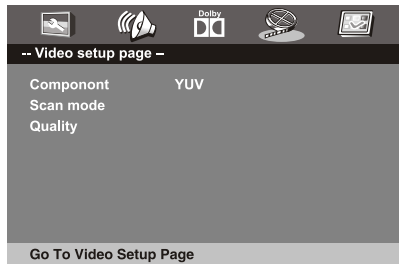 Dolby
-- Video setup page –
Componont YUV
Scan mode
Quality
Go To Video Setup Page